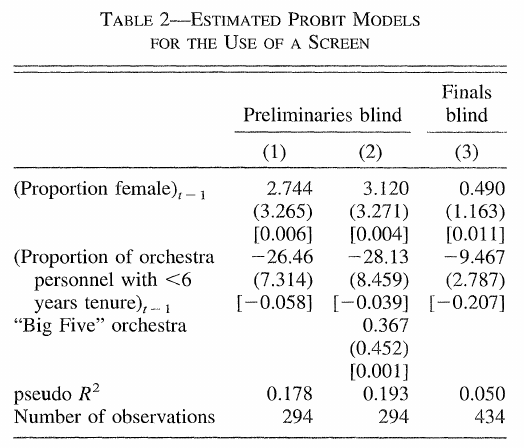 TABLE 2—ESTIMATED PROBIT MODELS
FOR THE USE OF A SCREEN
Finals
Preliminaries blind blind
(1) (2) (3)
(Proportion female)t − 1 2.744 3.120 0.490
(3.265) (3.271) (1.163)
[0.006] [0.004] [0.011]
(Proportion of orchestra −26.46 −28.13 −9.467
personnel with <6 (7.314) (8.459) (2.787)
years tenure)t − 1 [−0.058] [−0.039] [−0.207]
“Big Five” orchestra 0.367
(0.452)
[0.001]
pseudo R² 0.178 0.193 0.050
Number of observations 294 294 434